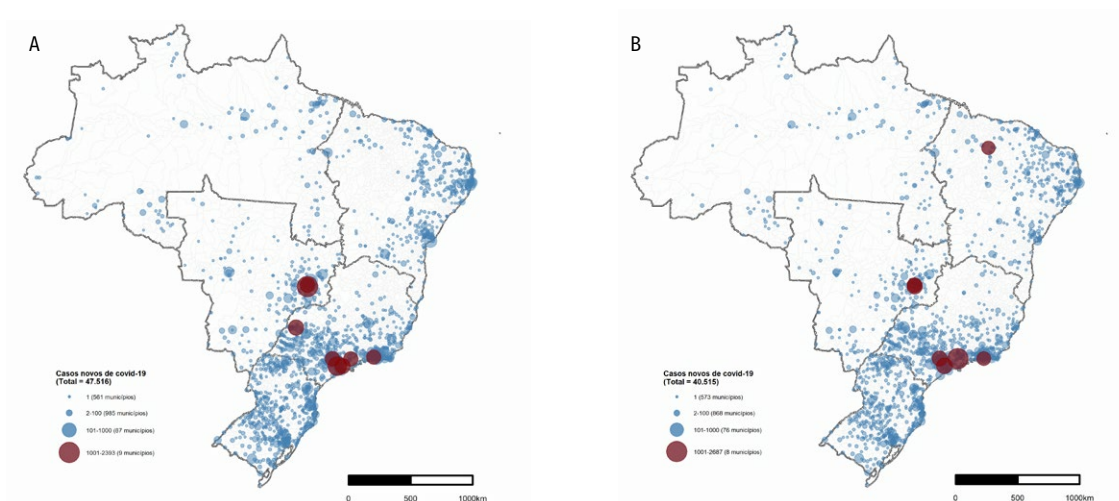 A
Casos novos de covid-19
(Total = 47.516)
1 (561 municípios)
2-100 (985 municípios)
101-1000 (87 municípios)
1001-2393 (9 municípios)
0 500 1000km
B
Casos novos de covid-19
(Total = 40.515)
1 (573 municípios)
2-100 (868 municípios)
101-1000 (76 municípios)
1001-2687 (8 municípios)
0 500 1000km